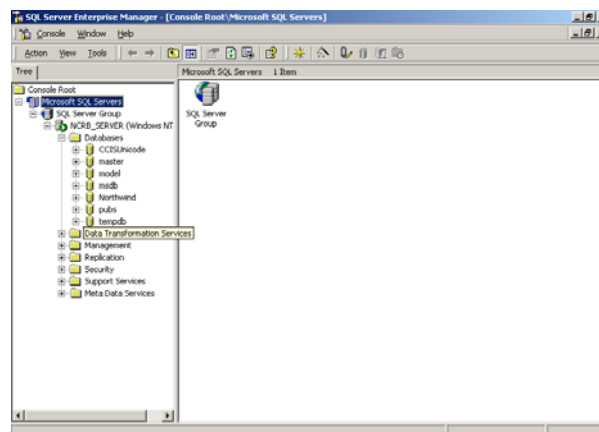 SQL Server Enterprise Manager - [Console Root\Microsoft SQL Servers]
Console Window Help
Action View Tools
Tree
Microsoft SQL Servers 1 Item
Console Root
Microsoft SQL Servers
SQL Server Group
NCRB_SERVER (Windows NT
Databases
CCISUnicode
master
model
msdb
Northwind
pubs
tempdb
Data Transformation Services
Management
Replication
Security
Support Services
Meta Data Services
SQL Server
Group